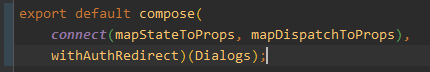 export default compose(
    connect(mapStateToProps, mapDispatchToProps),
    withAuthRedirect)(Dialogs);